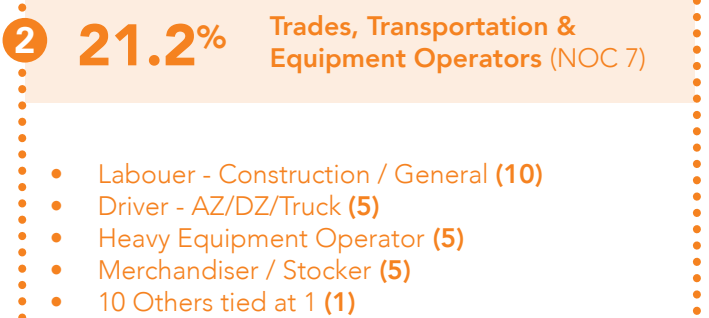 2
21.2%
Trades, Transportation &
Equipment Operators (NOC 7)
• Labouer - Construction / General (10)
• Driver - AZ/DZ/Truck (5)
• Heavy Equipment Operator (5)
• Merchandiser / Stocker (5)
• 10 Others tied at 1 (1)